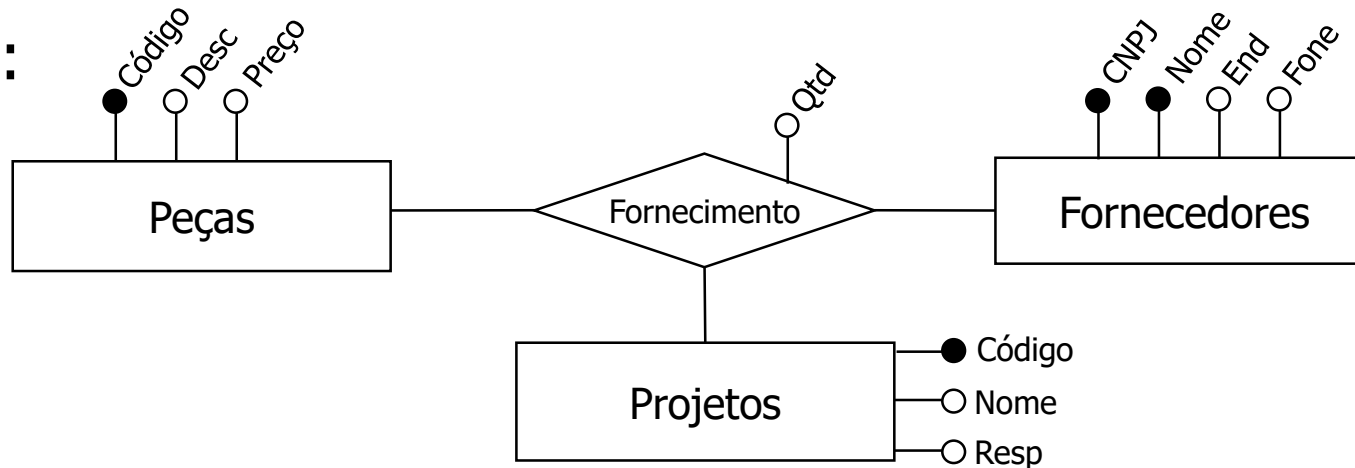 :
Código
Desc
Preço
Qtd
CNPJ
Nome
End
Fone
Peças
Fornecimento
Fornecedores
Projetos
Código
Nome
Resp